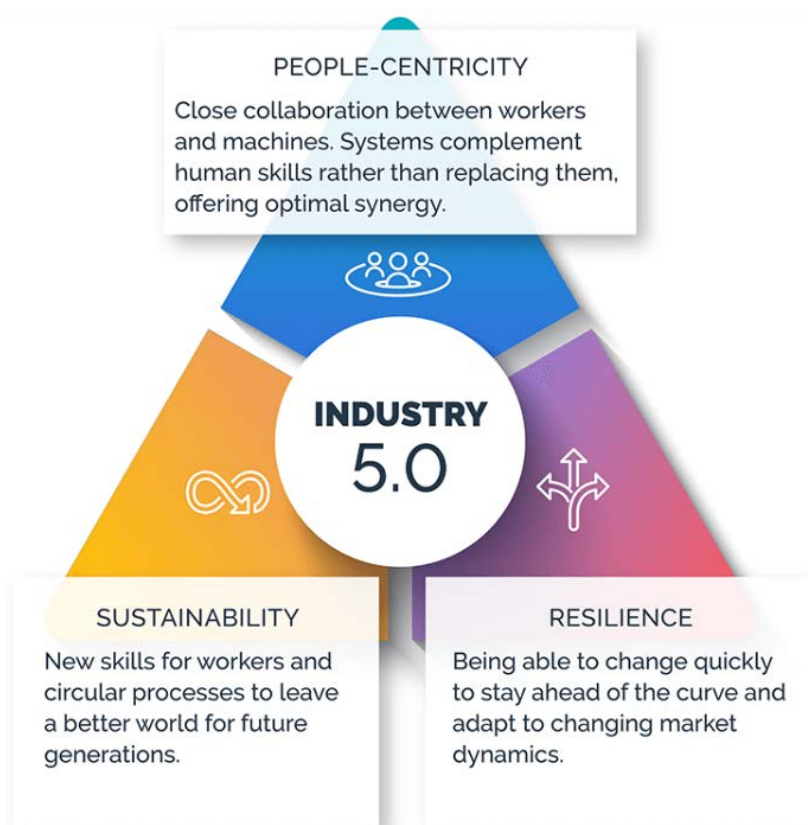 PEOPLE-CENTRICITY
Close collaboration between workers
and machines. Systems complement
human skills rather than replacing them,
offering optimal synergy.
INDUSTRY
5.0
SUSTAINABILITY
New skills for workers and
circular processes to leave
a better world for future
generations.
RESILIENCE
Being able to change quickly
to stay ahead of the curve and
adapt to changing market
dynamics.